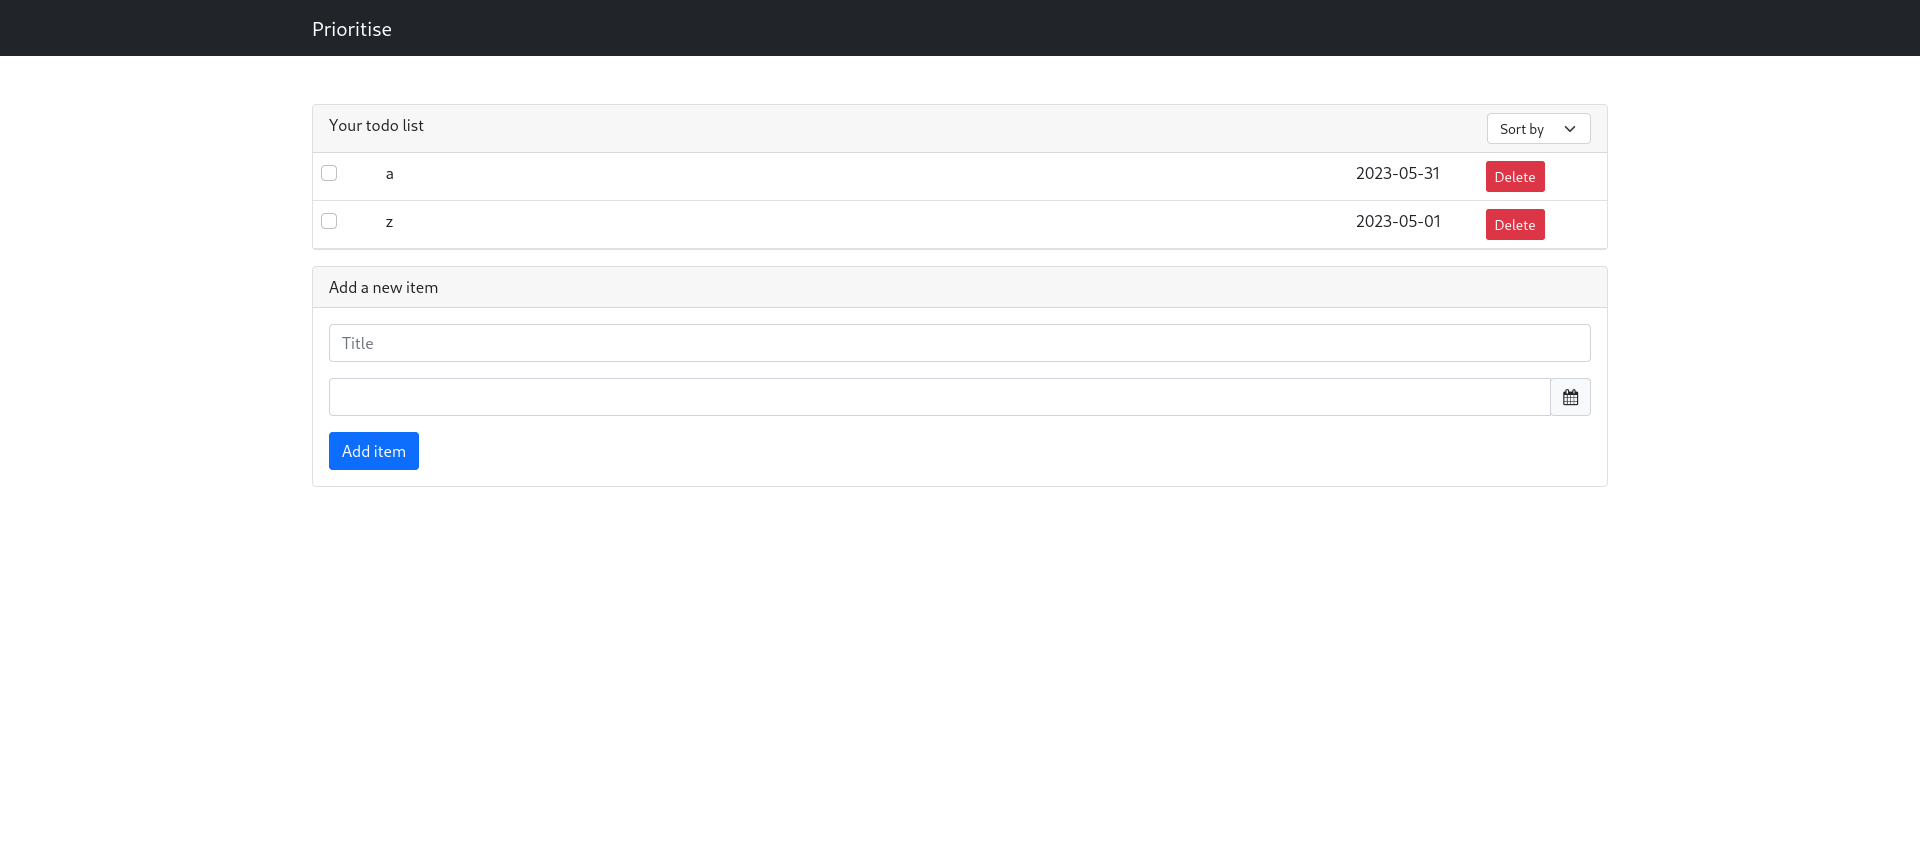 Prioritise
Your todo list Sort by
a 2023-05-31 Delete
z 2023-05-01 Delete
Add a new item
Title
Add item